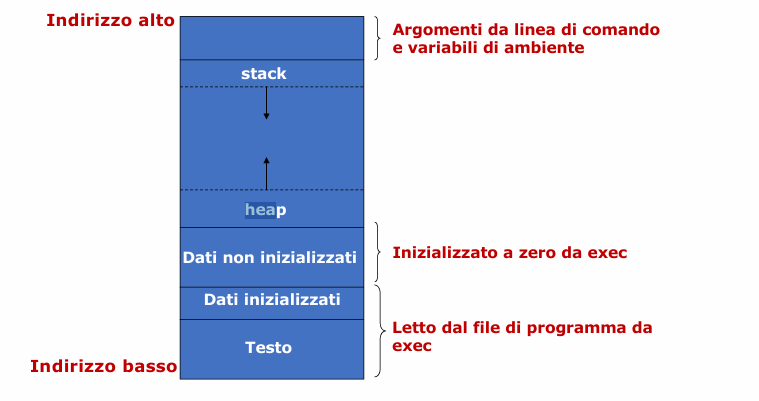 Indirizzo alto
Argomenti da linea di comando
e variabili di ambiente
stack
heap
Dati non inizializzati
Inizializzato a zero da exec
Dati inizializzati
Letto dal file di programma da
exec
Testo
Indirizzo basso